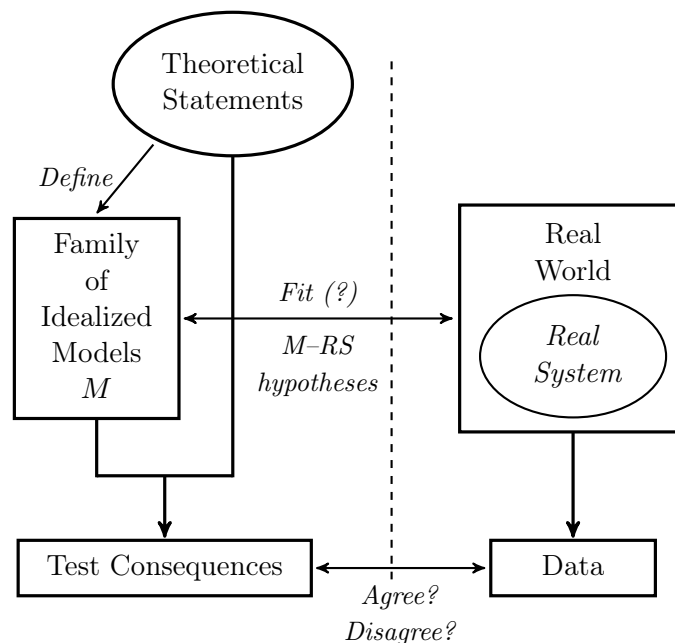 Theoretical
Statements
Define
Family
of
Idealized
Models
M
Fit (?)
M–RS
hypotheses
Real
World
Real
System
Test Consequences
Data
Agree?
Disagree?